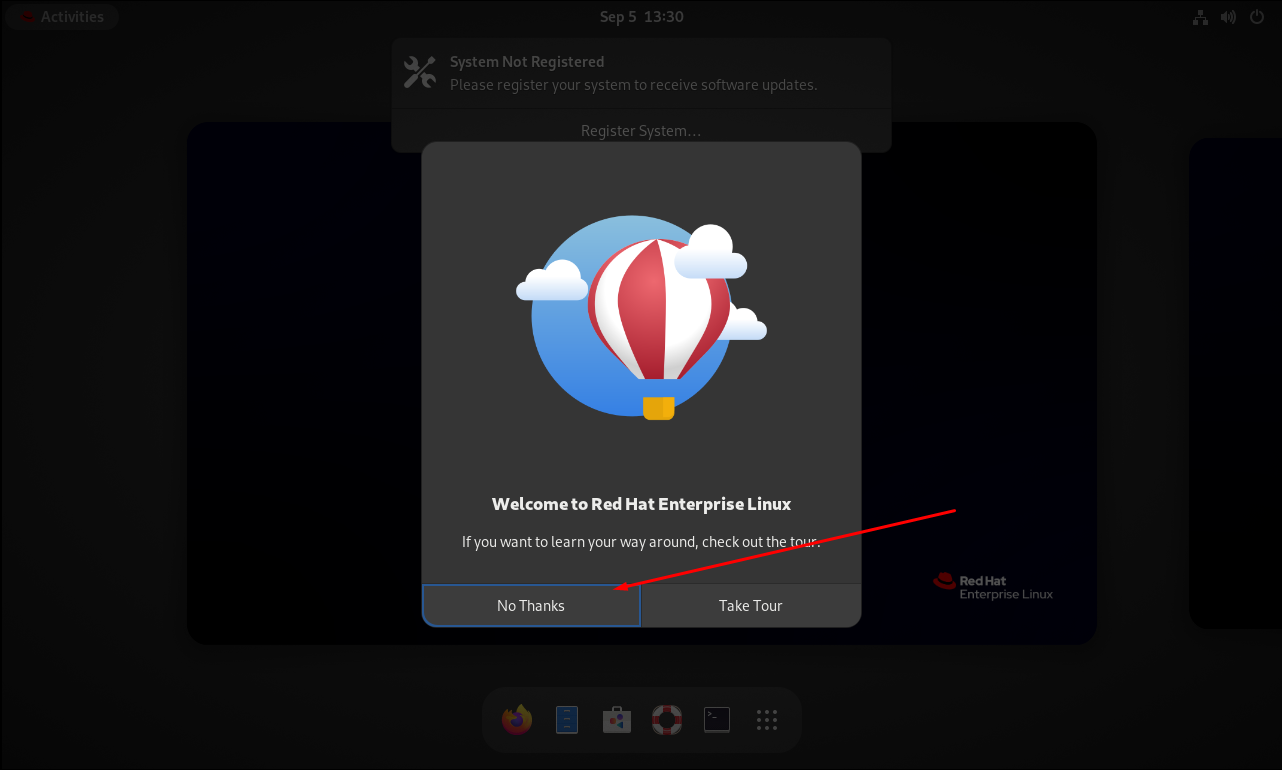 Activities
Sep 5 13:30
System Not Registered
Please register your system to receive software updates.
Register System...
Welcome to Red Hat Enterprise Linux
If you want to learn your way around, check out the tour.
No Thanks
Take Tour
Red Hat
Enterprise Linux
>_